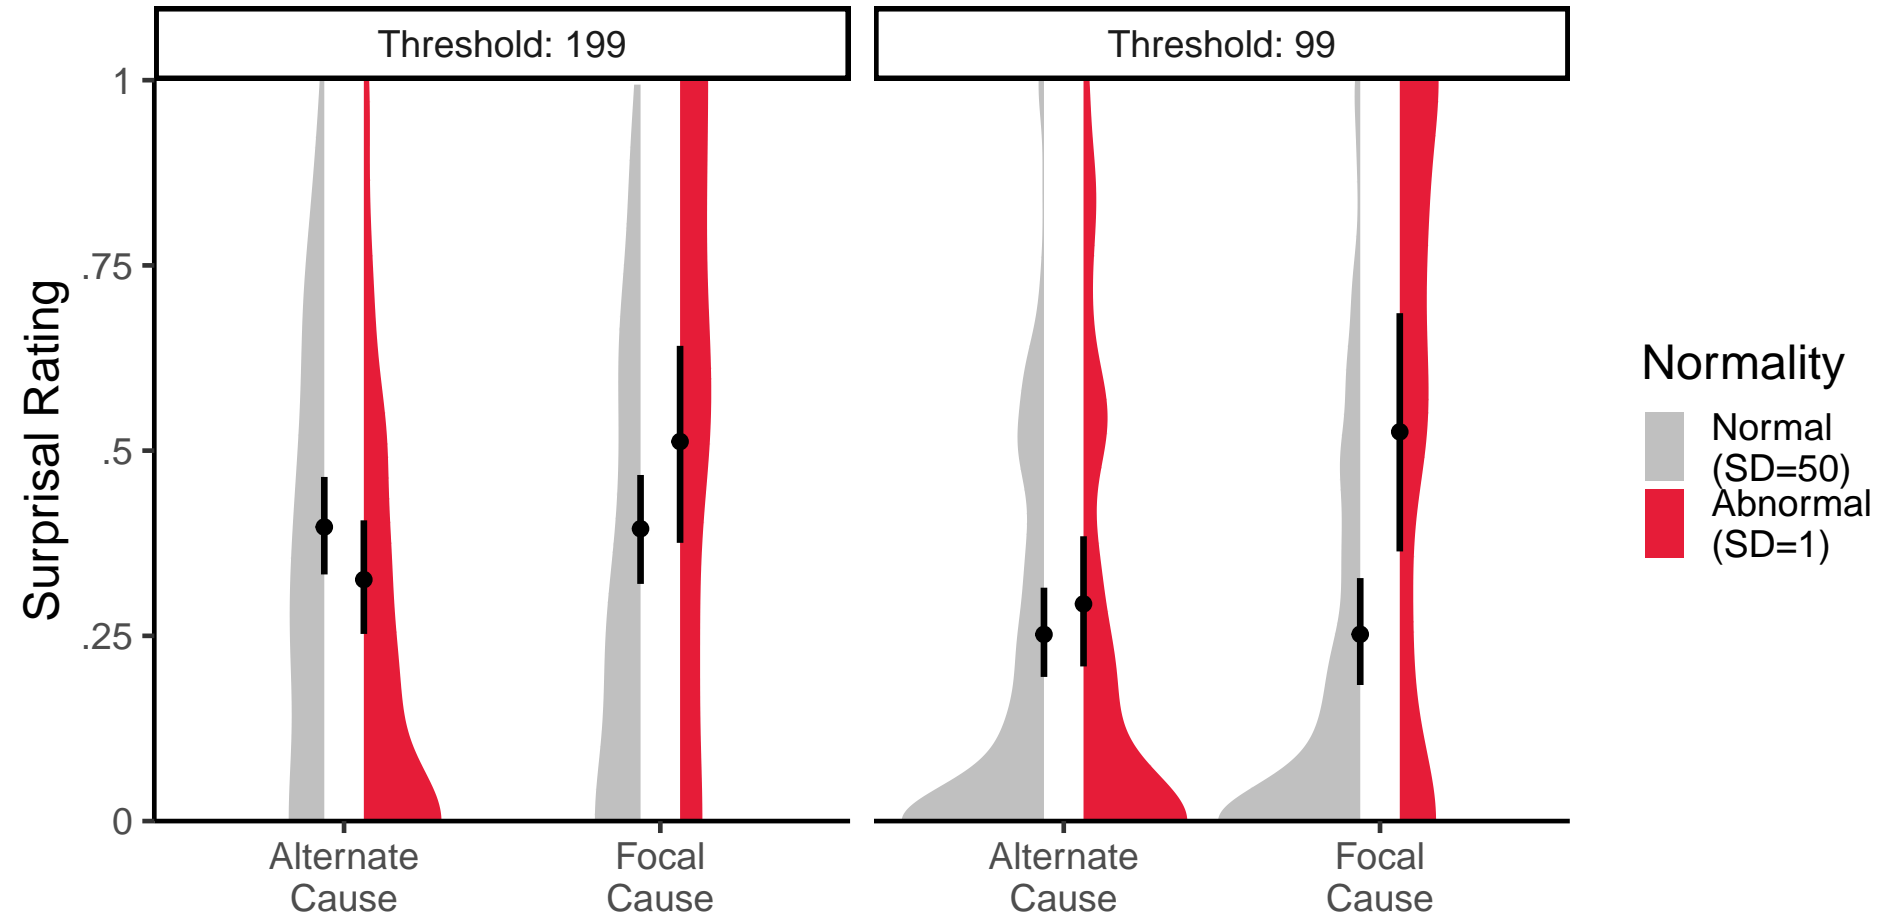 Threshold: 199
Threshold: 99
Surprisal Rating
1
.75
.5
.25
0
Alternate
Cause
Focal
Cause
Alternate
Cause
Focal
Cause
Normality
Normal
(SD=50)
Abnormal
(SD=1)